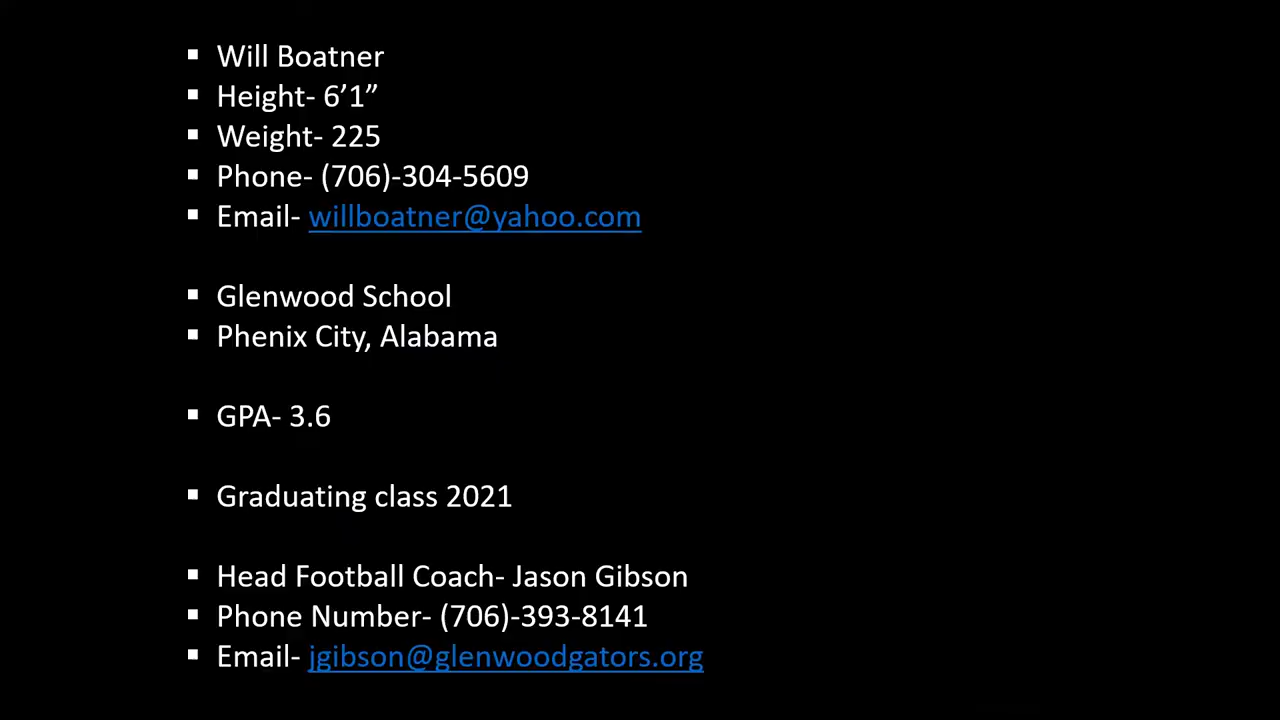 ▪ Will Boatner
▪ Height- 6’1”
▪ Weight- 225
▪ Phone- (706)-304-5609
▪ Email- willboatner@yahoo.com
▪ Glenwood School
▪ Phenix City, Alabama
▪ GPA- 3.6
▪ Graduating class 2021
▪ Head Football Coach- Jason Gibson
▪ Phone Number- (706)-393-8141
▪ Email- jgibson@glenwoodgators.org